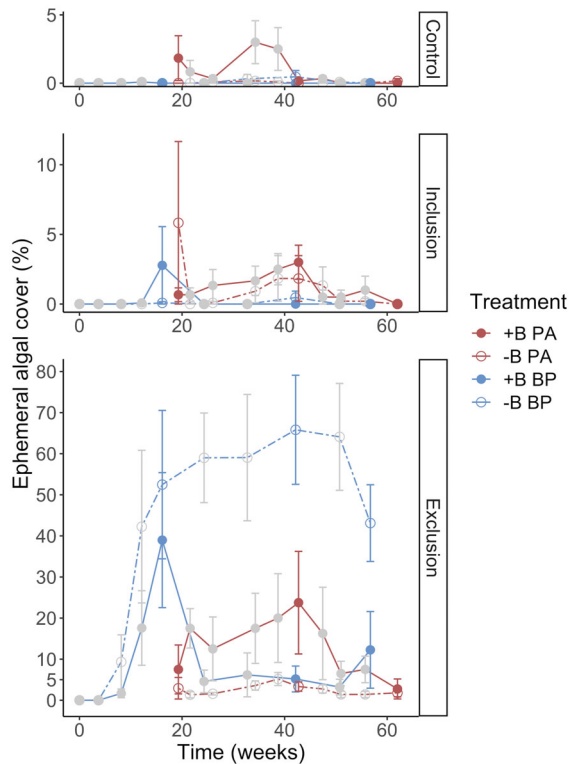 5
0
0
20
40
60
Control
10
5
0
0
20
40
60
Inclusion
80
70
60
50
40
30
20
10
5
0
0
20
40
60
Exclusion
Ephemeral algal cover (%)
Time (weeks)
Treatment
+B PA
-B PA
+B BP
-B BP